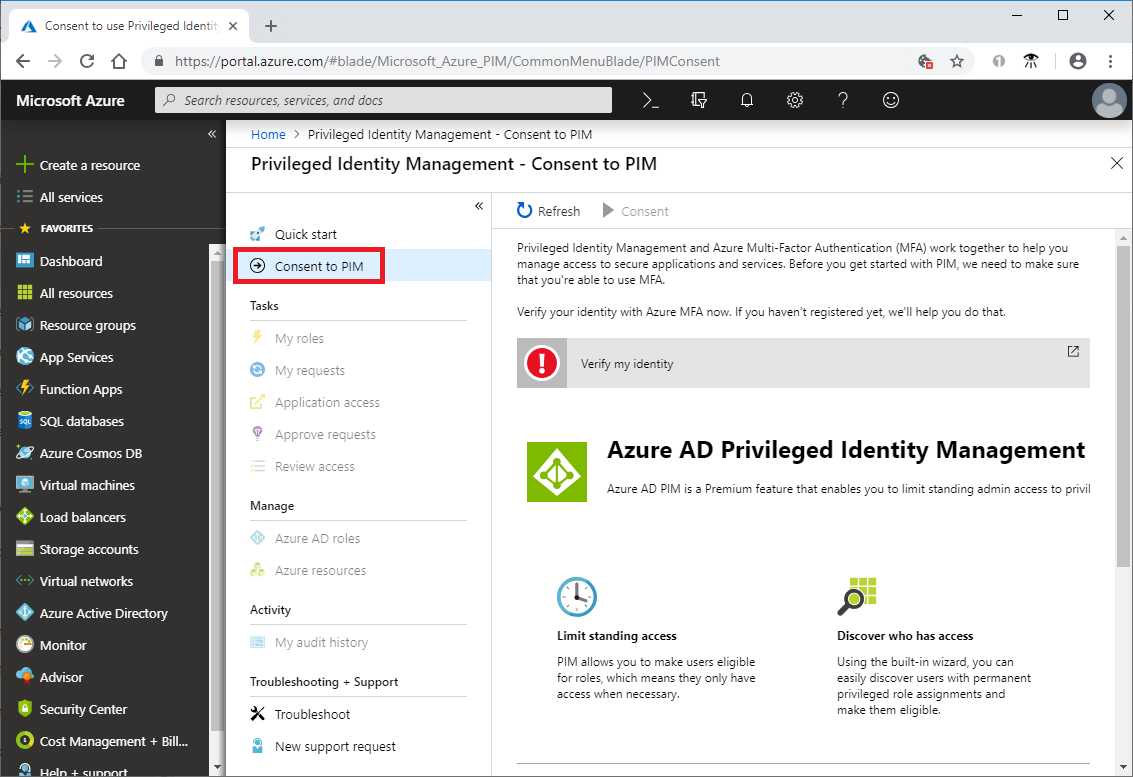 Consent to use Privileged Identit
https://portal.azure.com/#blade/Microsoft_Azure_PIM/CommonMenuBlade/PIMConsent
Microsoft Azure
Search resources, services, and docs
Create a resource
All services
FAVORITES
Dashboard
All resources
Resource groups
App Services
Function Apps
SQL databases
Azure Cosmos DB
Virtual machines
Load balancers
Storage accounts
Virtual networks
Azure Active Directory
Monitor
Advisor
Security Center
Cost Management + Bill...
Help + support
Home > Privileged Identity Management - Consent to PIM
Privileged Identity Management - Consent to PIM
Quick start
Consent to PIM
Tasks
My roles
My requests
Application access
Approve requests
Review access
Manage
Azure AD roles
Azure resources
Activity
My audit history
Troubleshooting + Support
Troubleshoot
New support request
Refresh Consent
Privileged Identity Management and Azure Multi-Factor Authentication (MFA) work together to help you
manage access to secure applications and services. Before you get started with PIM, we need to make sure
that you're able to use MFA.
Verify your identity with Azure MFA now. If you haven't registered yet, we'll help you do that.
Verify my identity
Azure AD Privileged Identity Management
Azure AD PIM is a Premium feature that enables you to limit standing admin access to privil
Limit standing access
PIM allows you to make users eligible
for roles, which means they only have
access when necessary.
Discover who has access
Using the built-in wizard, you can
easily discover users with permanent
privileged role assignments and
make them eligible.